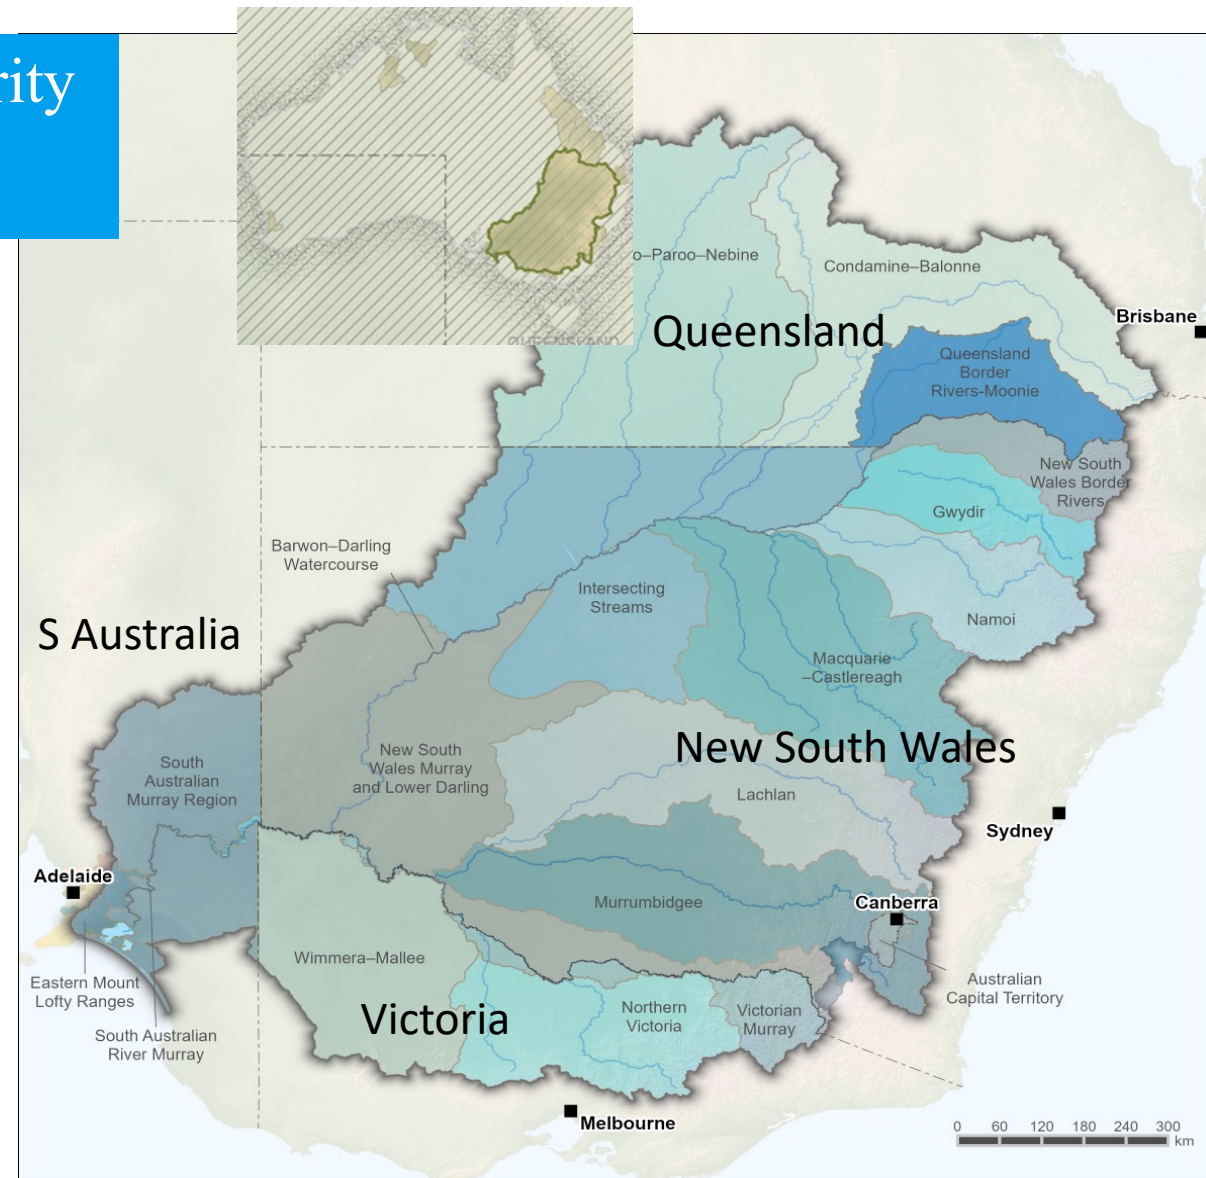 rity
QUEENSLAND
o–Paroo–Nebine
Condamine–Balonne
Brisbane
Queensland
Queensland
Border
Rivers-Moonie
New South
Wales Border
Rivers
Gwydir
Barwon–Darling
Watercourse
Intersecting
Streams
Namoi
S Australia
Macquarie
–Castlereagh
New South Wales
South
Australian
Murray Region
New South
Wales Murray
and Lower Darling
Lachlan
Sydney
Adelaide
Murrumbidgee
Canberra
Wimmera–Mallee
Eastern Mount
Lofty Ranges
Australian
Capital Territory
Victoria
Northern
Victoria
Victorian
Murray
South Australian
River Murray
Melbourne
0 60 120 180 240 300
km